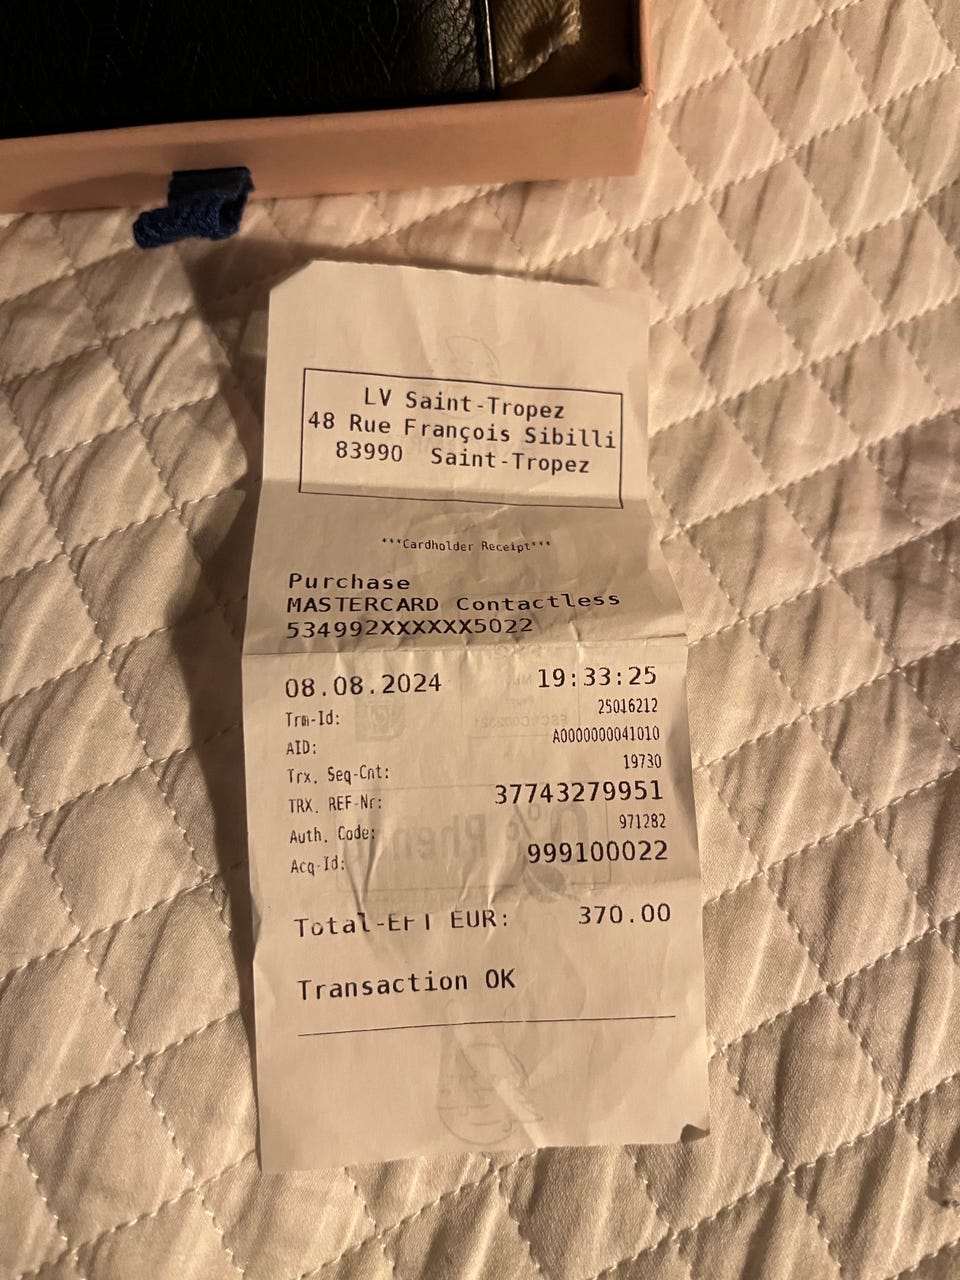 LV Saint-Tropez
48 Rue François Sibilli
83990 Saint-Tropez
***Cardholder Receipt***
Purchase
MASTERCARD Contactless
534992XXXXXX5022
08.08.2024 19:33:25
Trm-Id: 25016212
AID: A0000000041010
Trx. Seq-Cnt: 19730
TRX. REF-Nr: 37743279951
Auth. Code: 971282
Acq-Id: 999100022
Total-EFT EUR: 370.00
Transaction OK